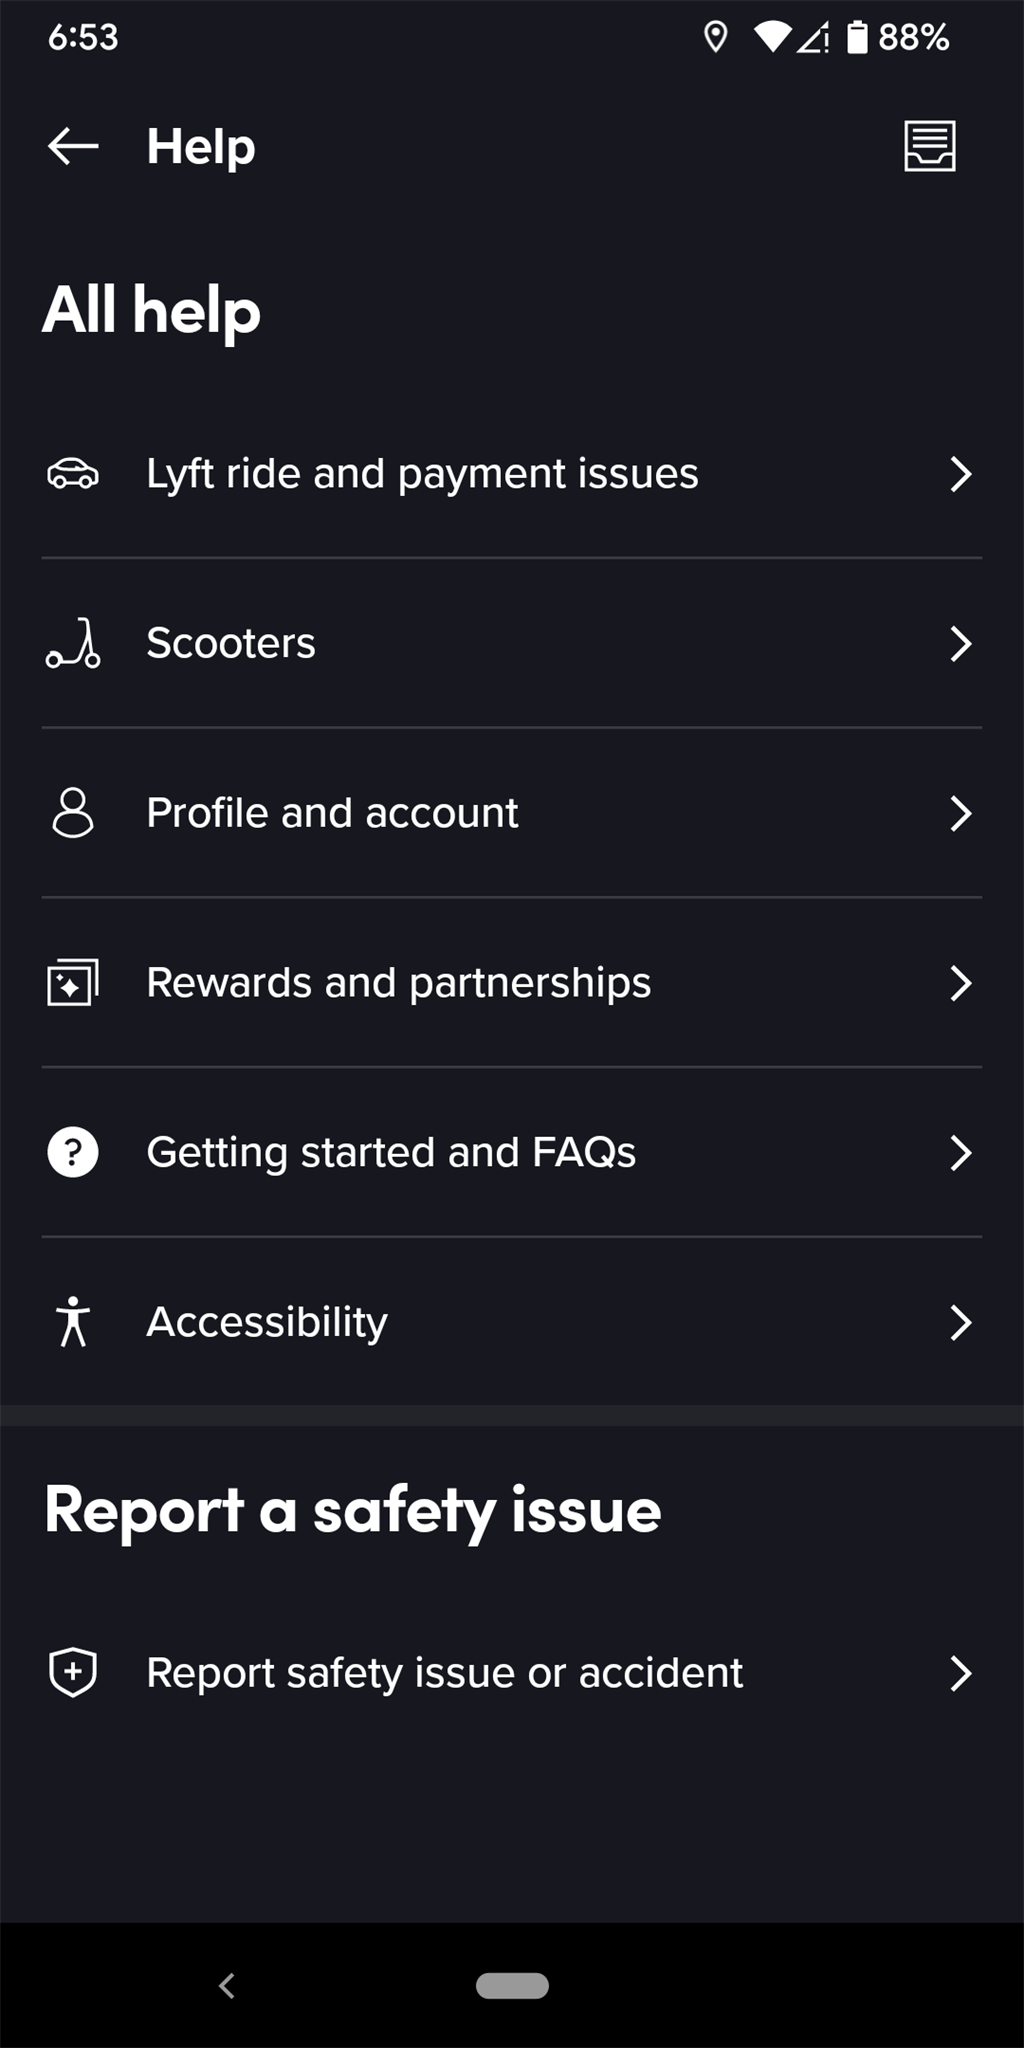 6:53
88%
Help
All help
Lyft ride and payment issues
Scooters
Profile and account
Rewards and partnerships
? Getting started and FAQs
Accessibility
Report a safety issue
Report safety issue or accident